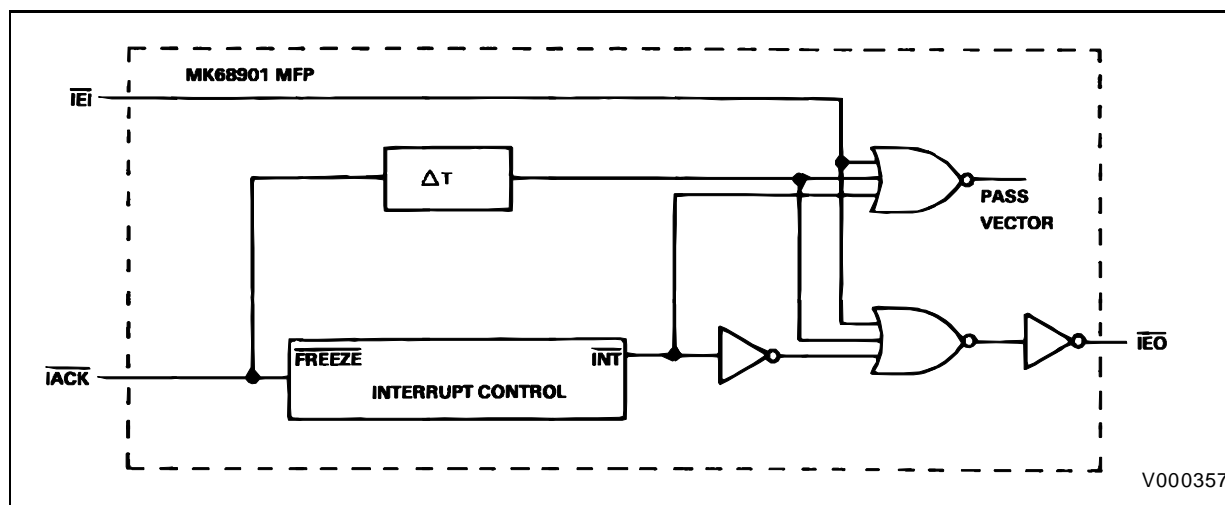 MK68901 MFP
IEI
ΔT
PASS
VECTOR
FREEZE
INT
IEO
IACK
INTERRUPT CONTROL
V000357